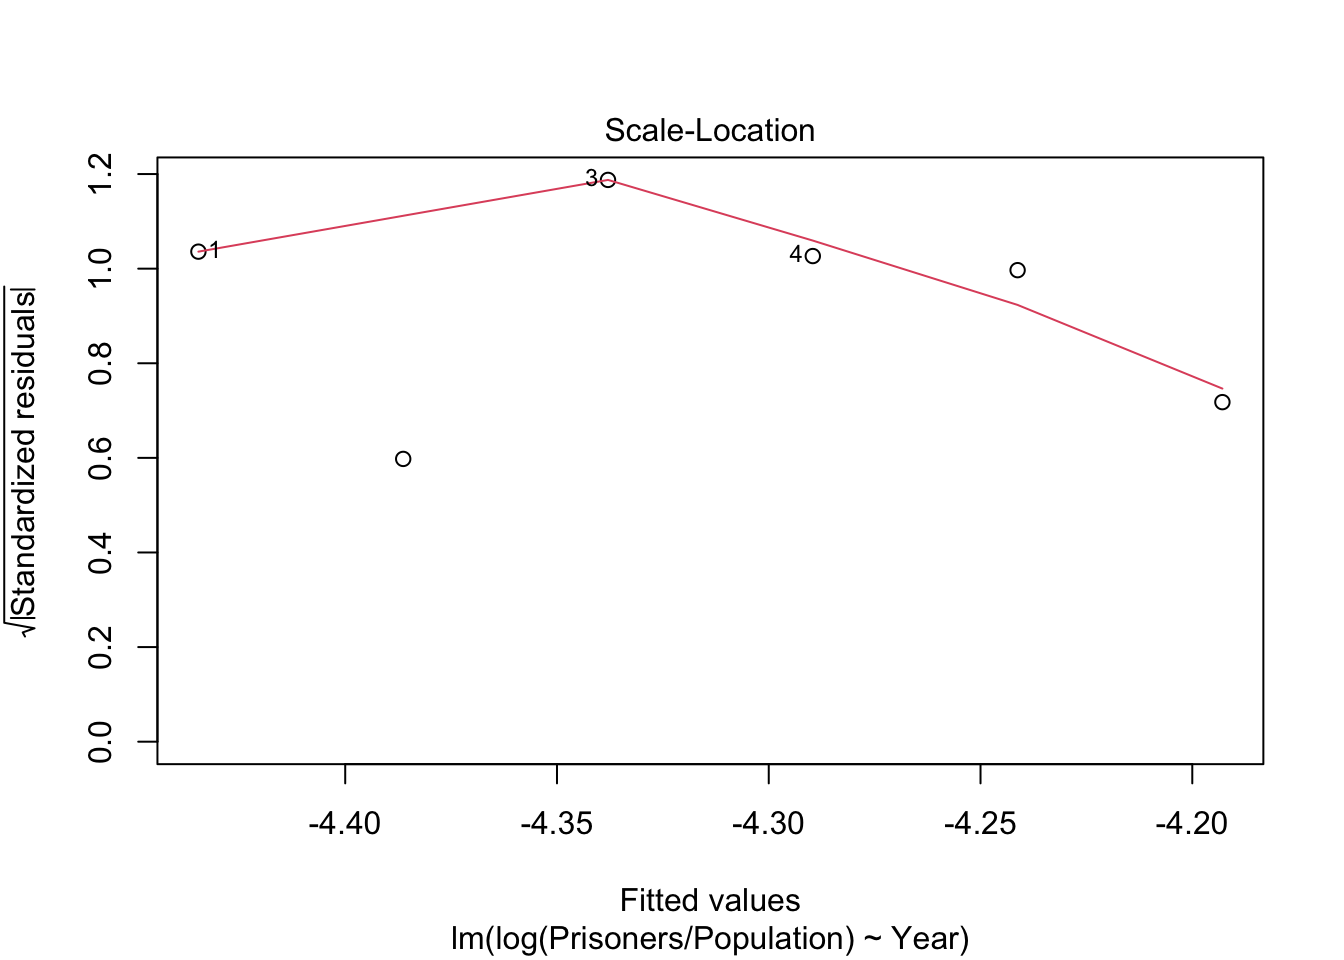 Scale-Location
√|Standardized residuals|
1.2
1.0
0.8
0.6
0.4
0.2
0.0
1
3
4
-4.40 -4.35 -4.30 -4.25 -4.20
Fitted values
lm(log(Prisoners/Population) ~ Year)